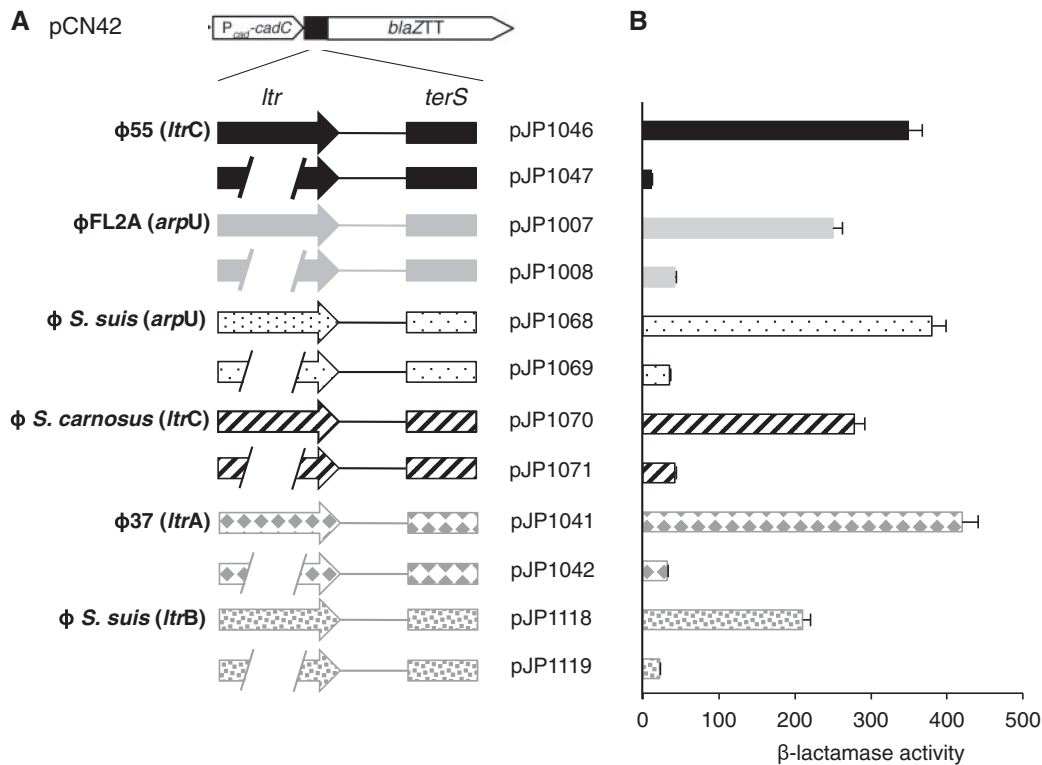 A pCN42 Pcad-cadC blaZTT B
ltr terS
ϕ55 (ltrC) pJP1046
pJP1047
ϕFL2A (arpU) pJP1007
pJP1008
ϕ S. suis (arpU) pJP1068
pJP1069
ϕ S. carnosus (ltrC) pJP1070
pJP1071
ϕ37 (ltrA) pJP1041
pJP1042
ϕ S. suis (ltrB) pJP1118
pJP1119
0 100 200 300 400 500
β-lactamase activity